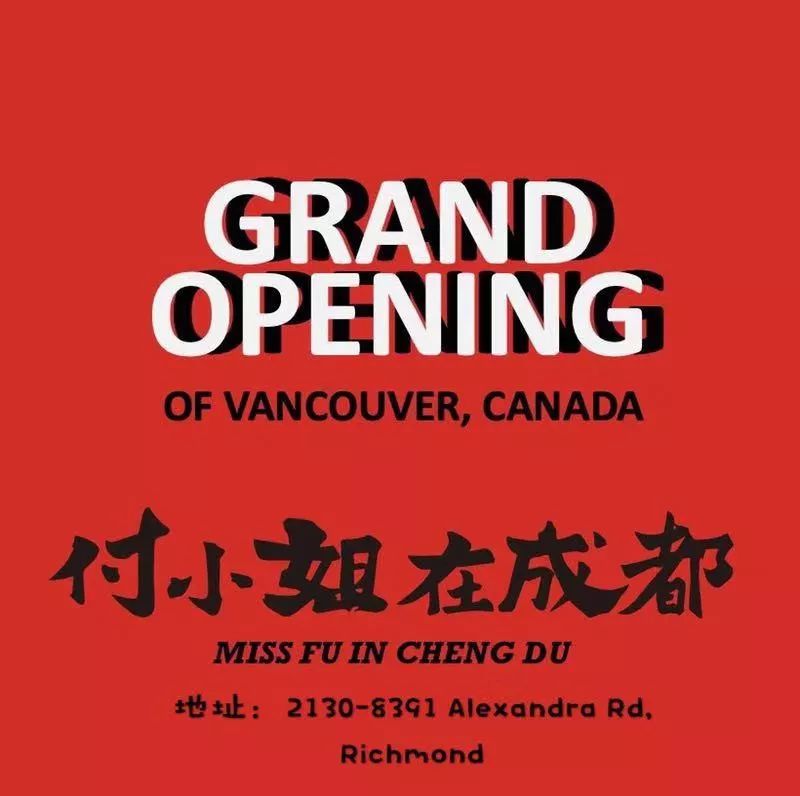 GRAND
OPENING
OF VANCOUVER, CANADA
付小姐在成都
MISS FU IN CHENG DU
地址： 2130-8391 Alexandra Rd,
Richmond